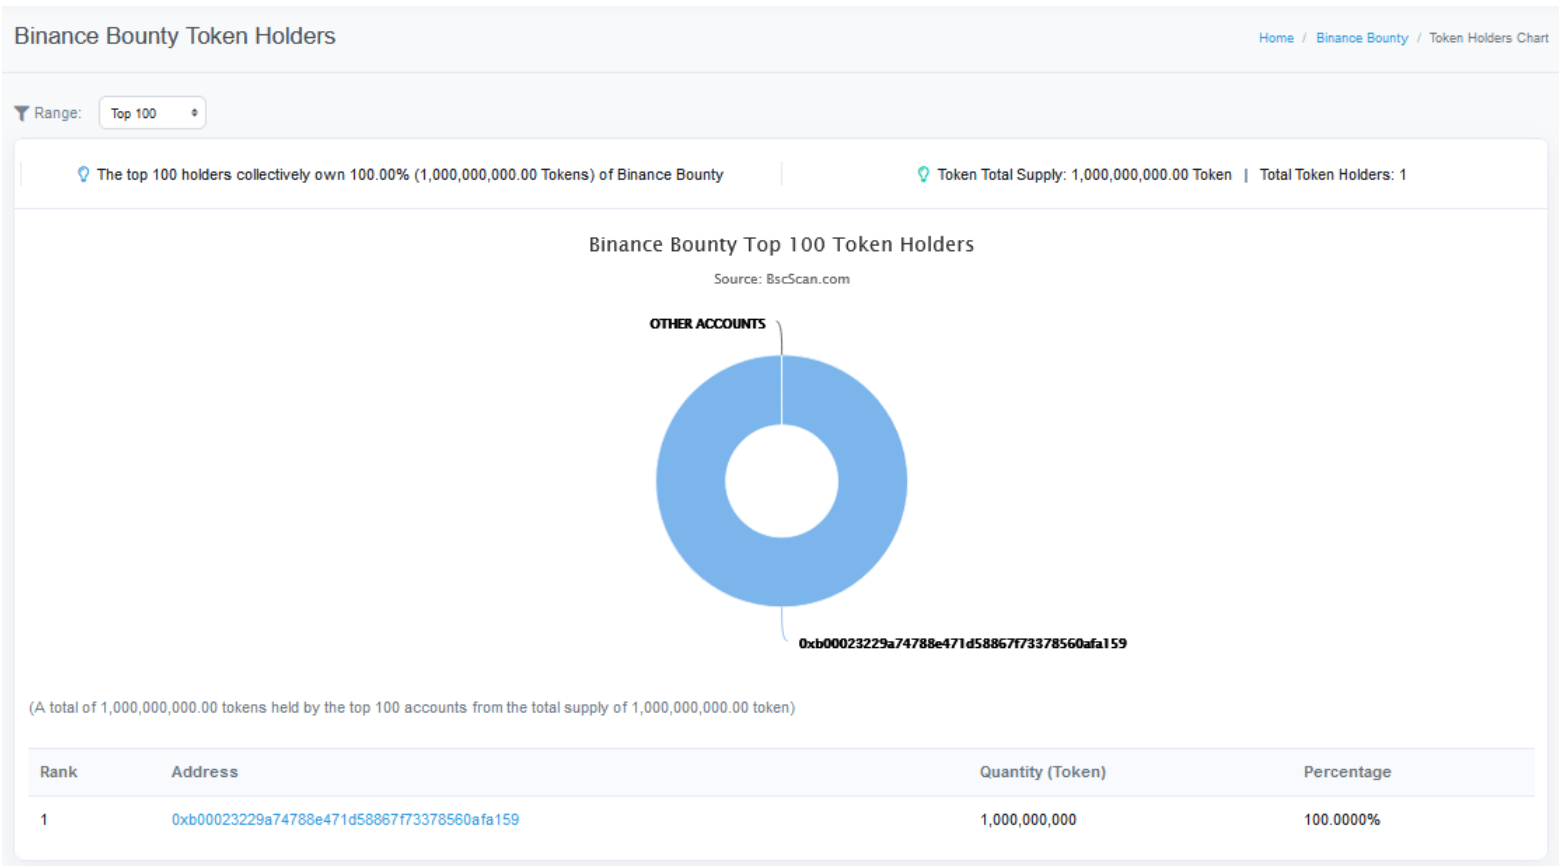 Binance Bounty Token Holders
Home / Binance Bounty / Token Holders Chart
Range: Top 100
The top 100 holders collectively own 100.00% (1,000,000,000.00 Tokens) of Binance Bounty
Token Total Supply: 1,000,000,000.00 Token | Total Token Holders: 1
Binance Bounty Top 100 Token Holders
Source: BscScan.com
OTHER ACCOUNTS
0xb00023229a74788e471d58867f73378560afa159
(A total of 1,000,000,000.00 tokens held by the top 100 accounts from the total supply of 1,000,000,000.00 token)
Rank Address Quantity (Token) Percentage
1 0xb00023229a74788e471d58867f73378560afa159 1,000,000,000 100.0000%